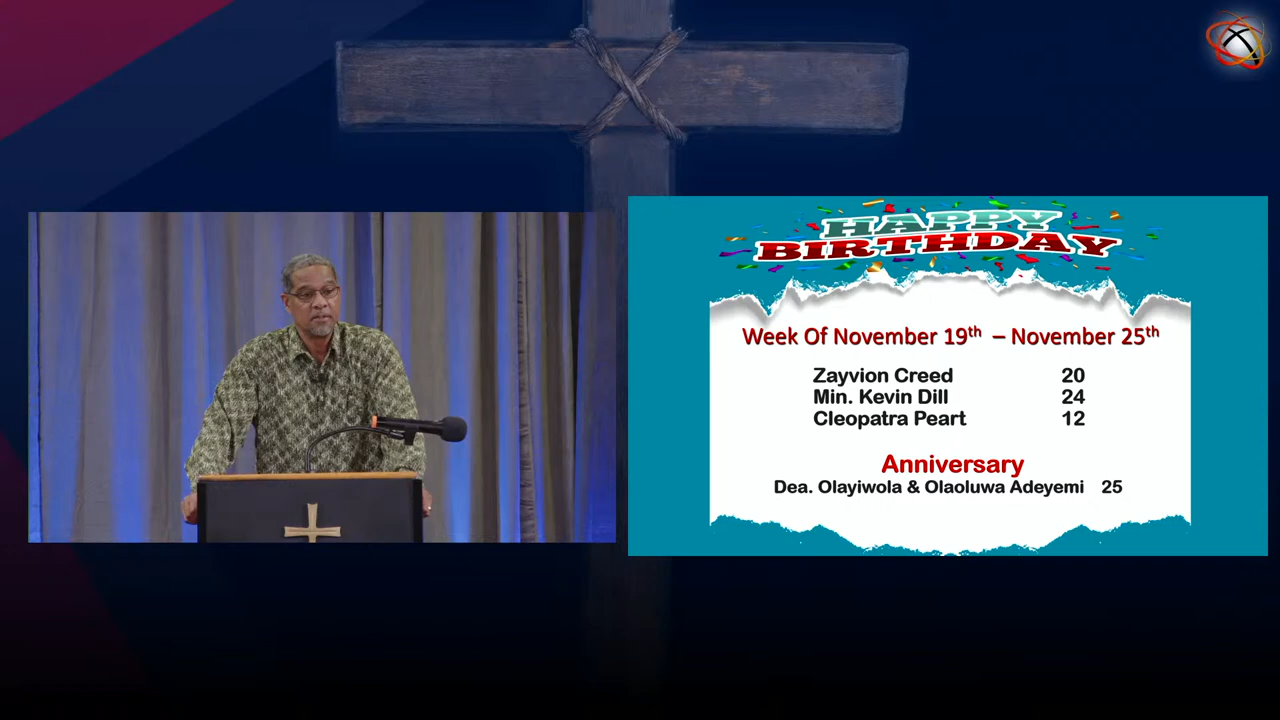 HAPPY
BIRTHDAY
Week Of November 19th – November 25th
Zayvion Creed 20
Min. Kevin Dill 24
Cleopatra Peart 12
Anniversary
Dea. Olayiwola & Olaoluwa Adeyemi 25